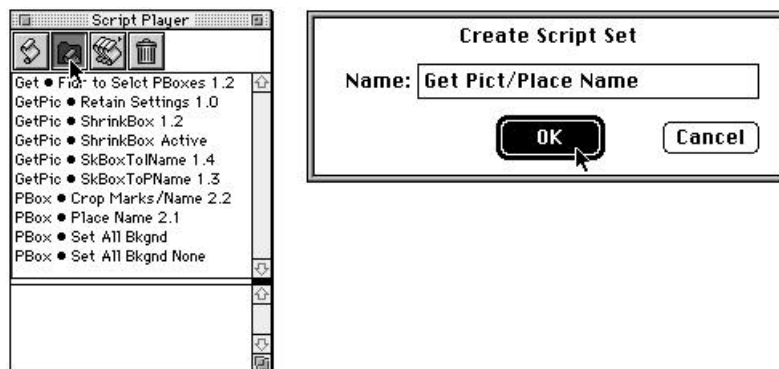 Script Player
Get ● Fldr to Selct PBoxes 1.2
GetPic ● Retain Settings 1.0
GetPic ● ShrinkBox 1.2
GetPic ● ShrinkBox Active
GetPic ● SkBoxToIName 1.4
GetPic ● SkBoxToPName 1.3
PBox ● Crop Marks/Name 2.2
PBox ● Place Name 2.1
PBox ● Set All Bkgnd
PBox ● Set All Bkgnd None
Create Script Set
Name: Get Pict/Place Name
OK
Cancel